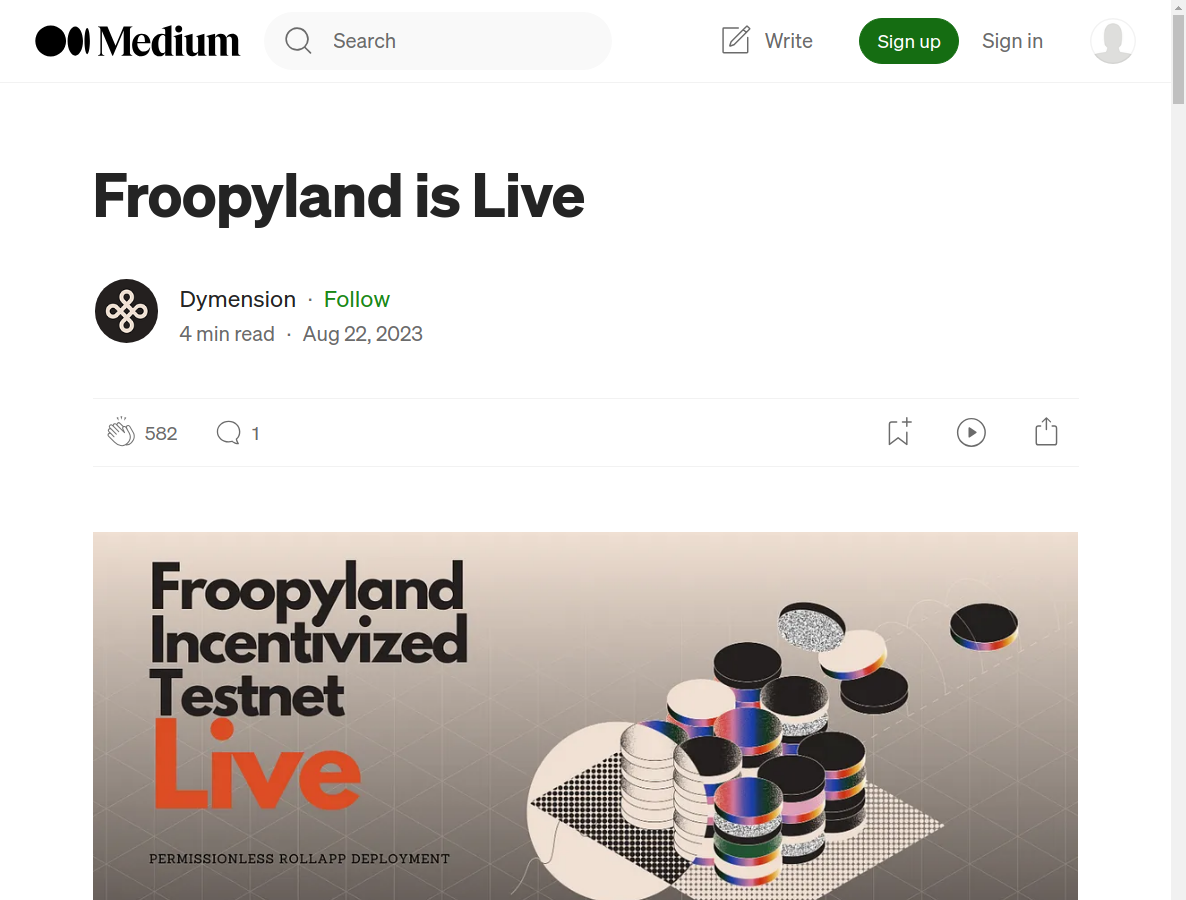 Medium
Search
Write
Sign up
Sign in
Froopyland is Live
Dymension · Follow
4 min read · Aug 22, 2023
582
1
Froopyland
Incentivized
Testnet
Live
PERMISSIONLESS ROLLAPP DEPLOYMENT